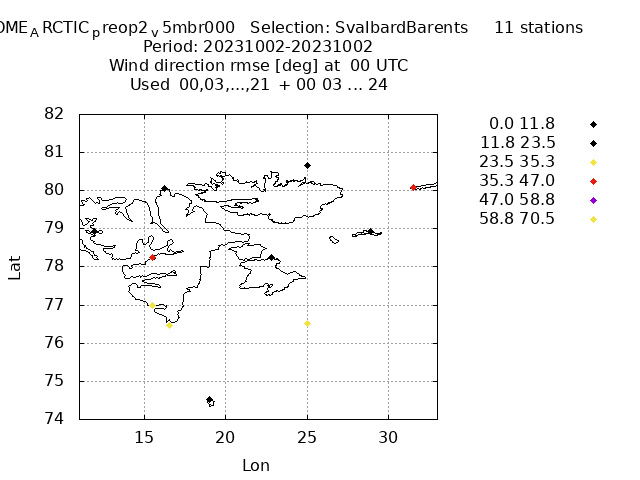 OME_ARCTIC_preop2_v5mbr000 Selection: SvalbardBarents 11 stations
Period: 20231002-20231002
Wind direction rmse [deg] at 00 UTC
Used 00,03,...,21 + 00 03 ... 24
82
81
80
79
78
77
76
75
74
15 20 25 30
Lat
Lon
0.0 11.8
11.8 23.5
23.5 35.3
35.3 47.0
47.0 58.8
58.8 70.5